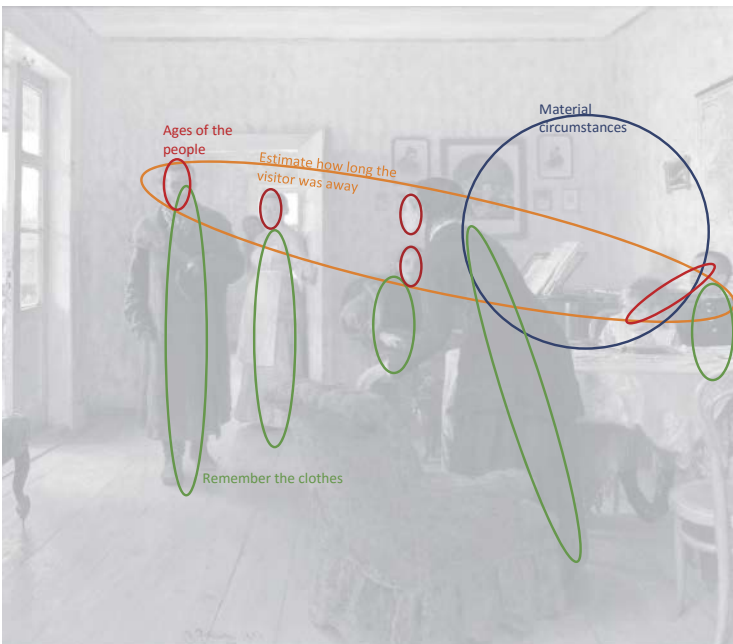 Material
circumstances
Ages of the
people
Estimate how long the
visitor was away
Remember the clothes